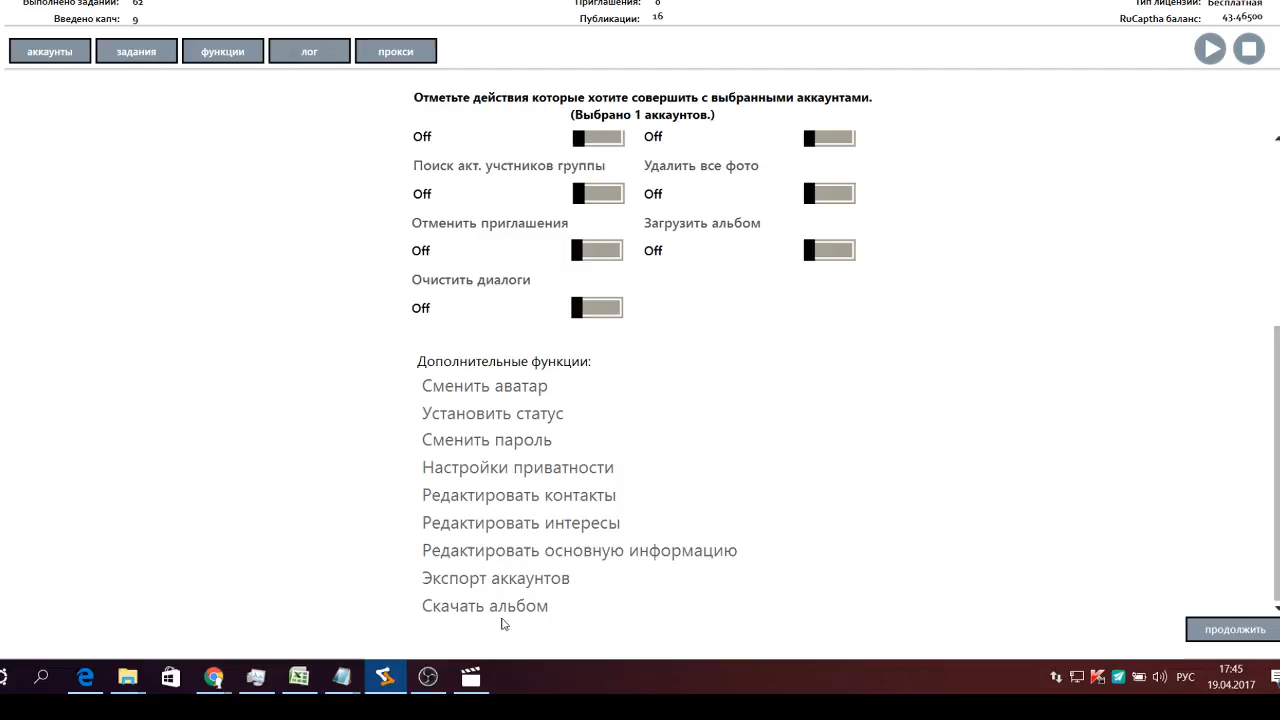 Выполнено заданий: 62
Приглашения: 0
Тип лицензии: Бесплатная
Введено капч: 9
Публикации: 16
RuCaptha баланс: 43.46500
аккаунты задания функции лог прокси
Отметьте действия которые хотите совершить с выбранными аккаунтами.
(Выбрано 1 аккаунтов.)
Off Off
Поиск акт. учстников группы Удалить все фото
Off Off
Отменить приглашения Загрузить альбом
Off Off
Очистить диалоги
Off
Дополнительные функции:
Сменить аватар
Установить статус
Сменить пароль
Настройки приватности
Редактировать контакты
Редактировать интересы
Редактировать основную информацию
Экспорт аккаунтов
Скачать альбом
продолжить
РУС
17:45
19.04.2017